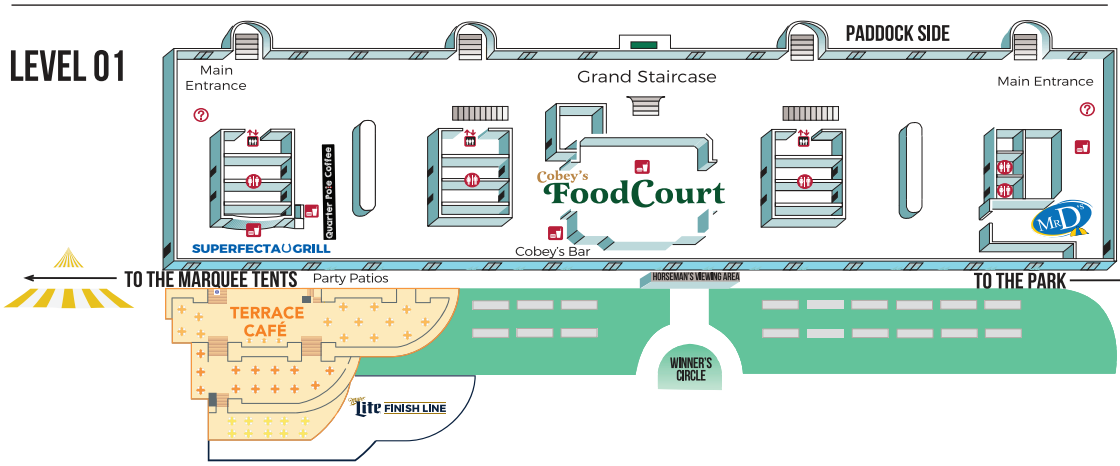 LEVEL 01
PADDOCK SIDE
Main
Entrance
Grand Staircase
Main Entrance
?
?
Quarter Pole Coffee
Cobey's
FoodCourt
MR D's
SUPERFECTA GRILL
Cobey's Bar
TO THE MARQUEE TENTS
Party Patios
HORSEMAN'S VIEWING AREA
TO THE PARK
TERRACE
CAFÉ
WINNER'S
CIRCLE
Lite FINISH LINE